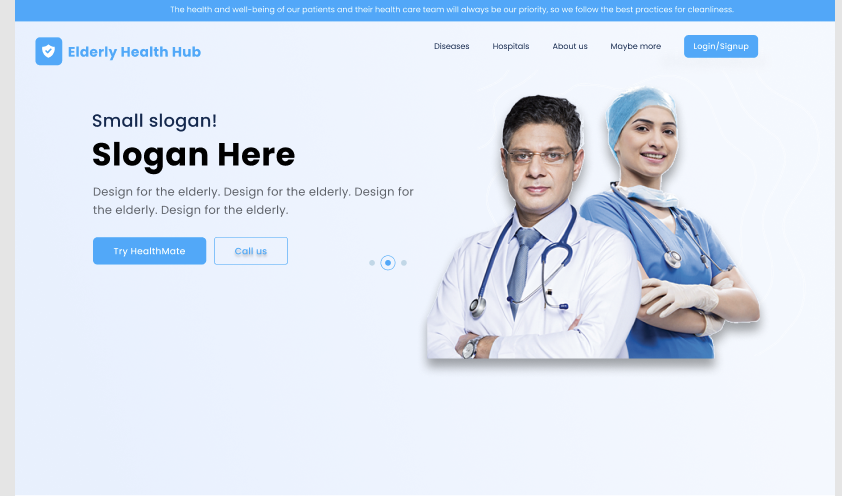 The health and well-being of our patients and their health care team will always be our priority, so we follow the best practices for cleanliness.
Elderly Health Hub
Diseases
Hospitals
About us
Maybe more
Login/Signup
Small slogan!
Slogan Here
Design for the elderly. Design for the elderly. Design for
the elderly. Design for the elderly.
Try HealthMate
Call us